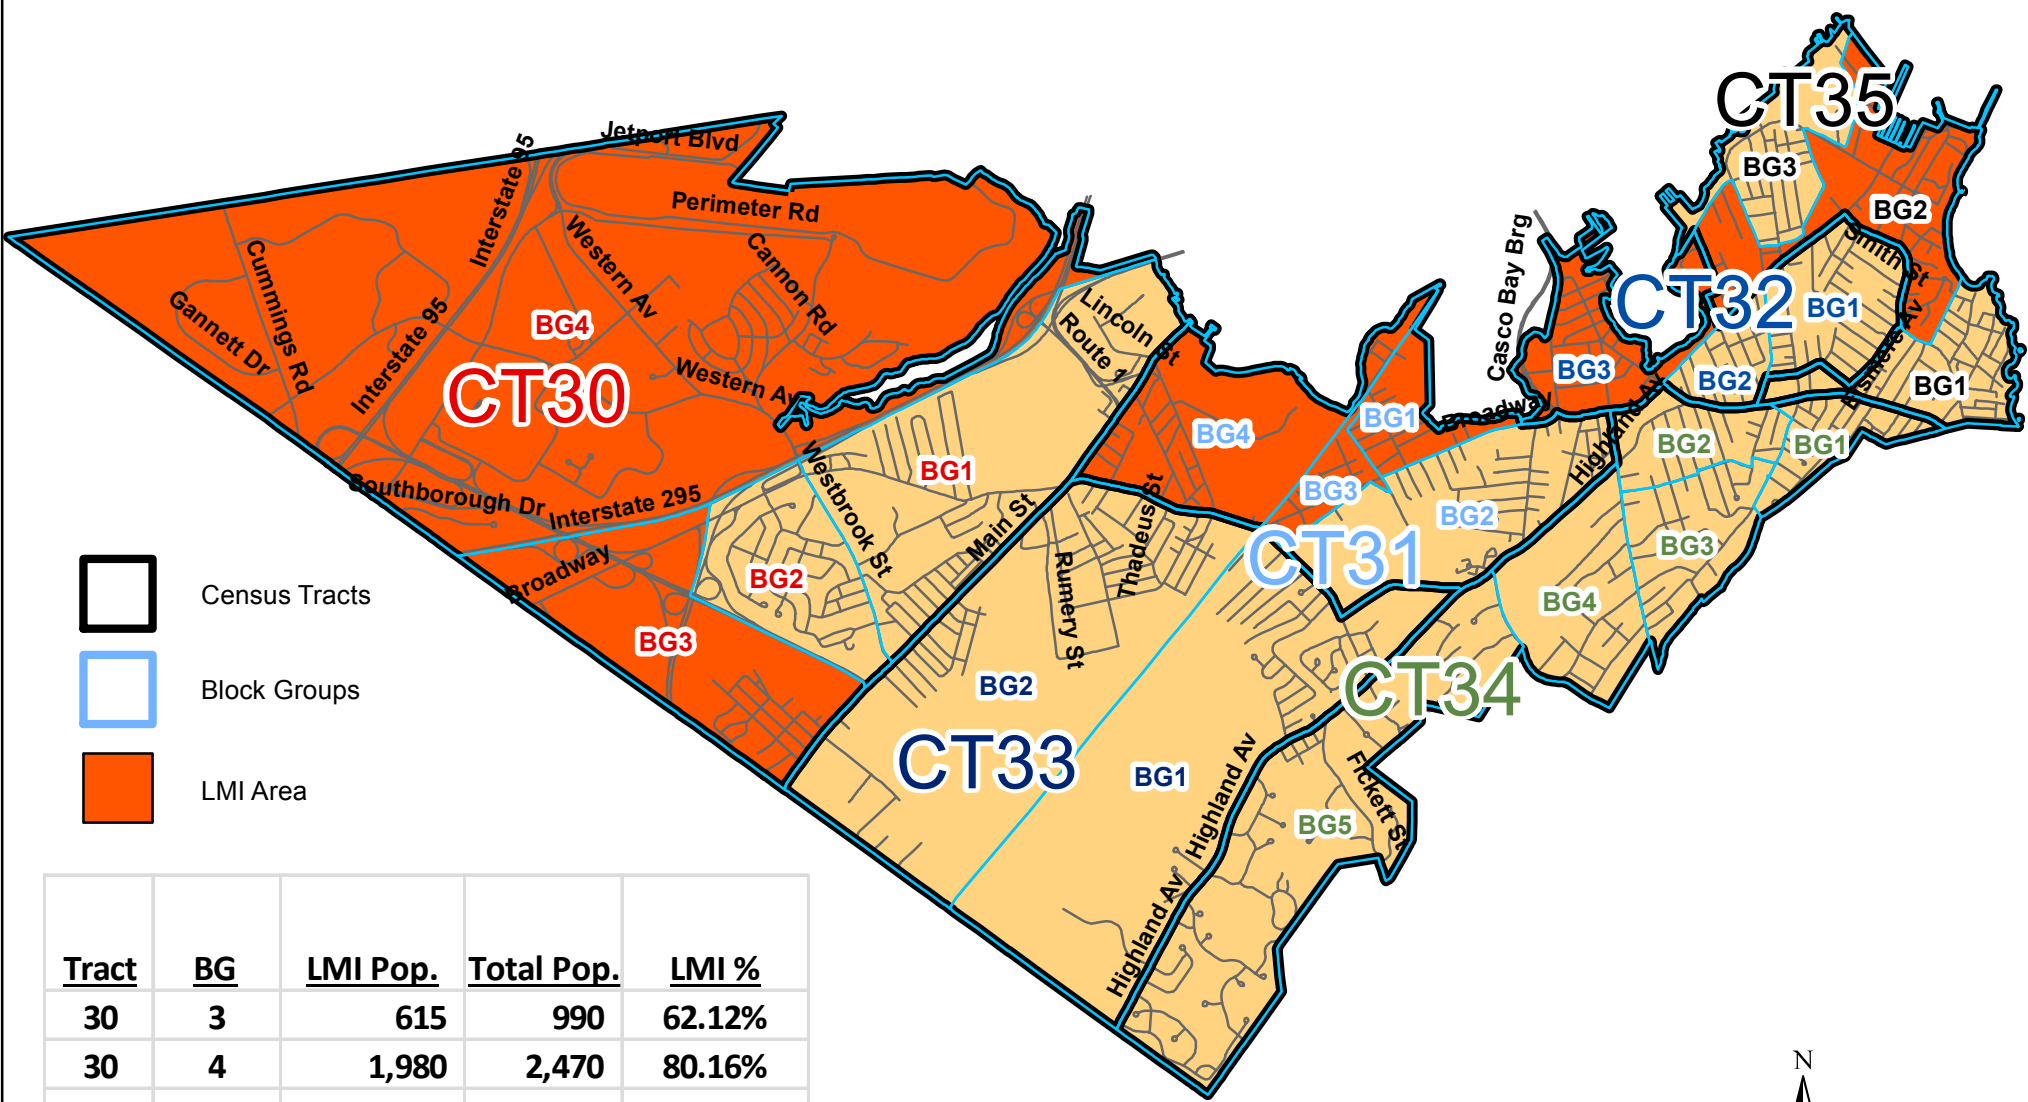 CT35
Jetport Blvd
Interstate 95
BG3
Perimeter Rd
BG2
Western Av
Cannon Rd
Smith St
Cummings Rd
Casco Bay Brg
Gannett Dr
Interstate 95
BG4
Lincoln St
Route 1
CT32
BG1
CT30
Western Av
BG3
BG2
BG1
Broadway
Highland Av
BG4
BG1
BG2
BG1
Westbrook St
BG1
Southborough Dr
Interstate 295
Main St
Thadeus St
BG3
BG2
CT31
BG3
Broadway
BG2
Rumery St
BG4
BG3
BG2
CT34
CT33
BG1
Highland Av
Fickett St
BG5
Highland Av
Census Tracts
Block Groups
LMI Area
Tract BG LMI Pop. Total Pop. LMI %
30 3 615 990 62.12%
30 4 1,980 2,470 80.16%
N